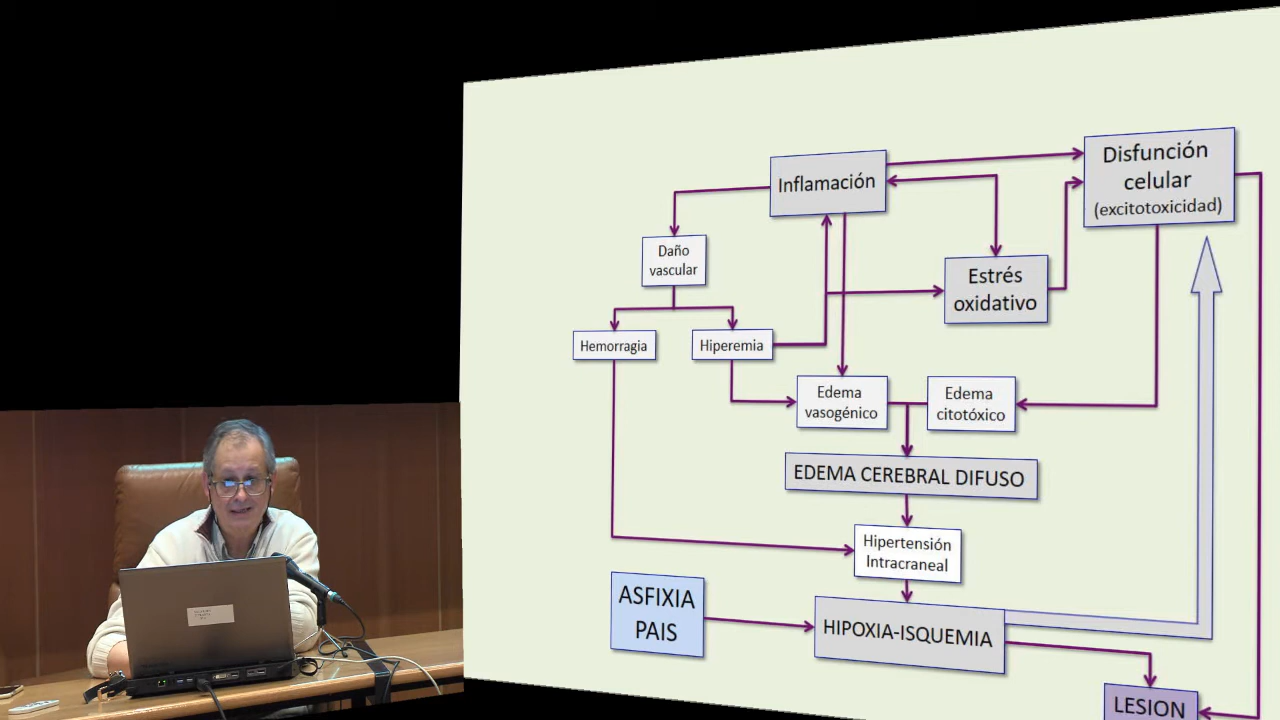 Inflamación
Disfunción
celular
(excitotoxicidad)
Daño
vascular
Estrés
oxidativo
Hemorragia
Hiperemia
Edema
vasogénico
Edema
citotóxico
EDEMA CEREBRAL DIFUSO
Hipertensión
Intracraneal
ASFIXIA
PAIS
HIPOXIA-ISQUEMIA
LESION